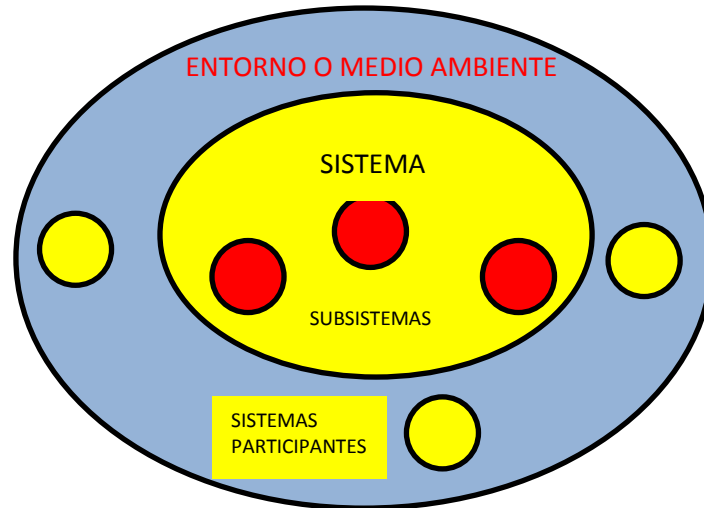 ENTORNO O MEDIO AMBIENTE
SISTEMA
SUBSISTEMAS
SISTEMAS
PARTICIPANTES